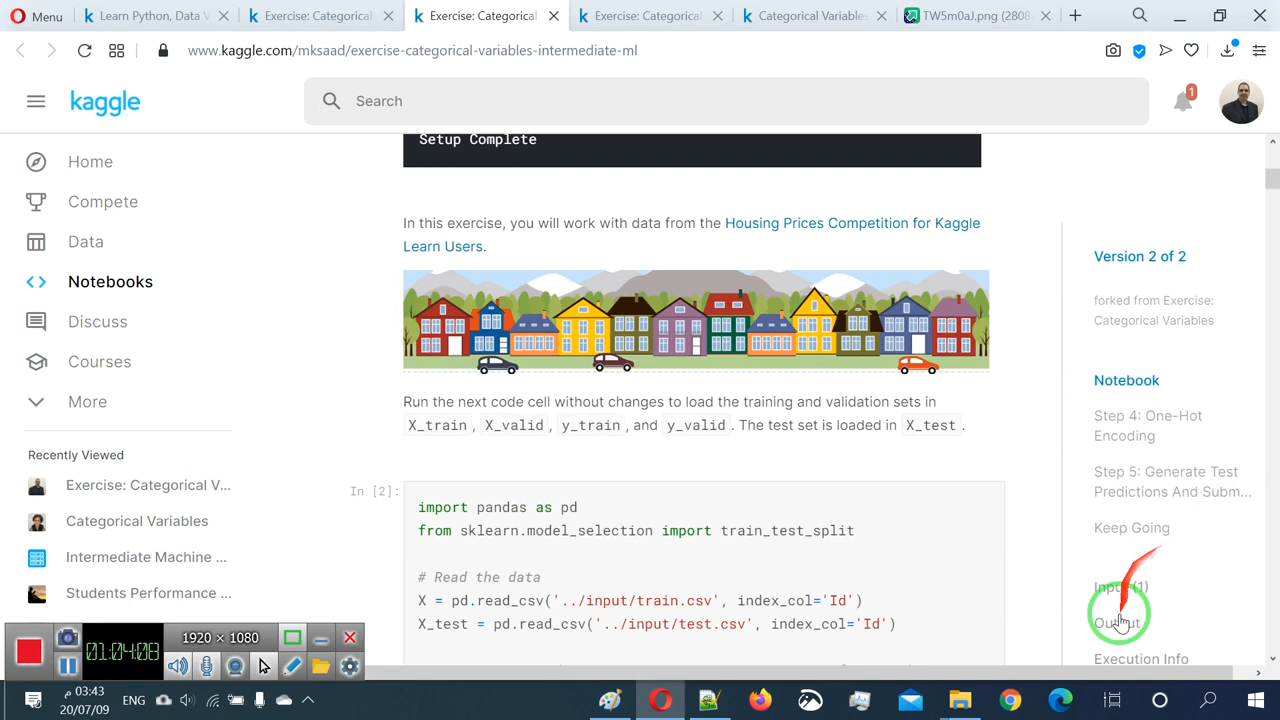 Menu
Learn Python, Data V
Exercise: Categorical
Exercise: Categorical
Exercise: Categorical
Categorical Variables
TW5m0aJ.png (2808
www.kaggle.com/mksaad/exercise-categorical-variables-intermediate-ml
kaggle
Search
1
Home
Compete
Data
Notebooks
Discuss
Courses
More
Recently Viewed
Exercise: Categorical V...
Categorical Variables
Intermediate Machine ...
Students Performance ...
Setup Complete
In this exercise, you will work with data from the Housing Prices Competition for Kaggle
Learn Users.
Run the next code cell without changes to load the training and validation sets in
X_train, X_valid, y_train, and y_valid. The test set is loaded in X_test.
In [2]:
import pandas as pd
from sklearn.model_selection import train_test_split
# Read the data
X = pd.read_csv('../input/train.csv', index_col='Id')
X_test = pd.read_csv('../input/test.csv', index_col='Id')
Version 2 of 2
forked from Exercise:
Categorical Variables
Notebook
Step 4: One-Hot
Encoding
Step 5: Generate Test
Predictions And Subm...
Keep Going
Input (1)
Output
Execution Info
01:04:08
1920 × 1080
03:43 م
20/07/09
ENG